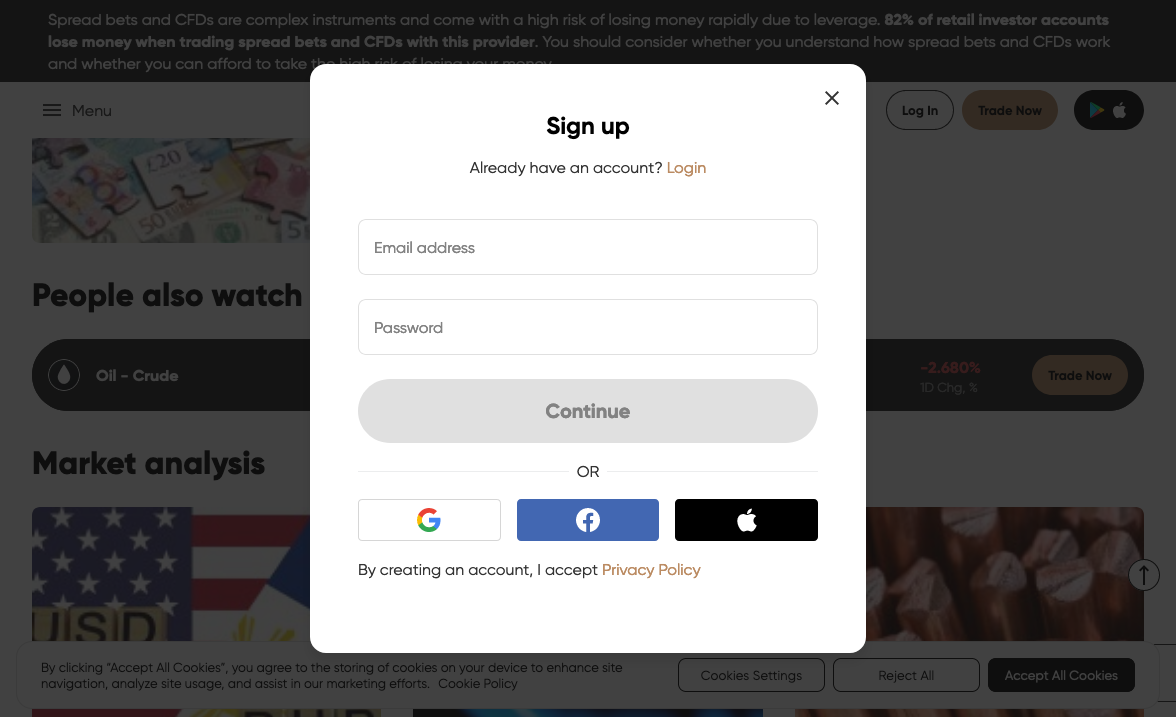 Spread bets and CFDs are complex instruments and come with a high risk of losing money rapidly due to leverage. 82% of retail investor accounts
lose money when trading spread bets and CFDs with this provider. You should consider whether you understand how spread bets and CFDs work
and whether you can afford to take the high risk of losing your money.
Menu
Log In
Trade Now
Sign up
Already have an account? Login
Email address
Password
Continue
OR
By creating an account, I accept Privacy Policy
£20
50
5
People also watch
Oil - Crude
-2.680%
1D Chg, %
Trade Now
Market analysis
USD
By clicking “Accept All Cookies”, you agree to the storing of cookies on your device to enhance site
navigation, analyze site usage, and assist in our marketing efforts. Cookie Policy
Cookies Settings
Reject All
Accept All Cookies